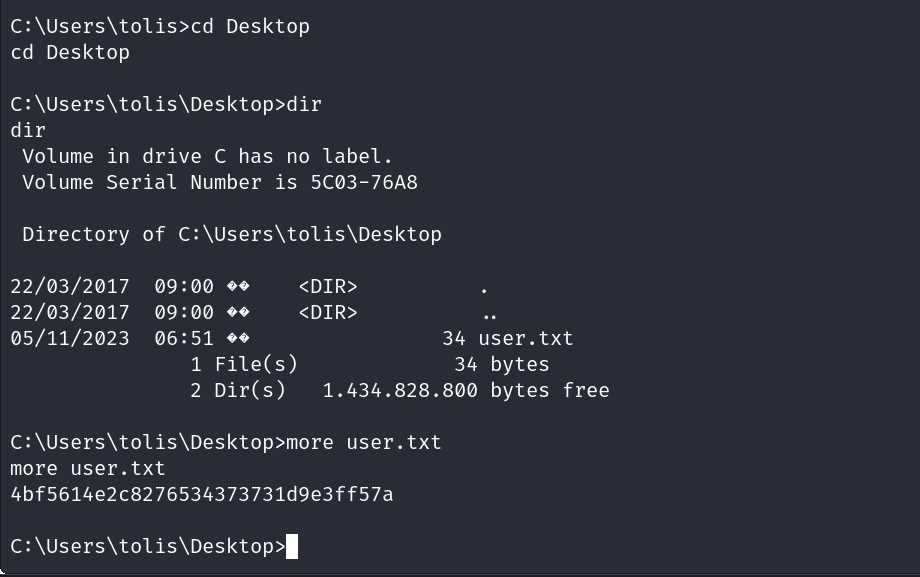 C:\Users\tolis>cd Desktop
cd Desktop
C:\Users\tolis\Desktop>dir
dir
Volume in drive C has no label.
Volume Serial Number is 5C03-76A8
Directory of C:\Users\tolis\Desktop
22/03/2017  09:00 ��    <DIR>          .
22/03/2017  09:00 ��    <DIR>          ..
05/11/2023  06:51 ��                34 user.txt
1 File(s)             34 bytes
2 Dir(s)   1.434.828.800 bytes free
C:\Users\tolis\Desktop>more user.txt
more user.txt
4bf5614e2c8276534373731d9e3ff57a
C:\Users\tolis\Desktop>